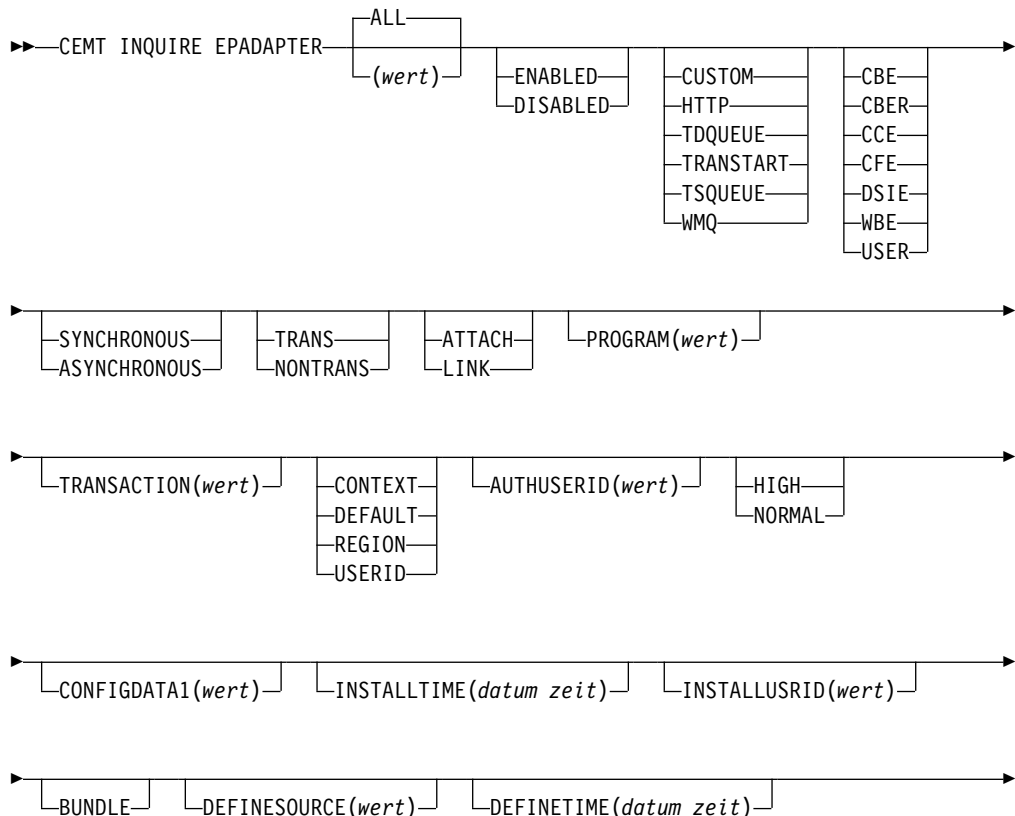 ALL
CEMT INQUIRE EPADAPTER
(wert)
ENABLED
DISABLED
CUSTOM
HTTP
TDQUEUE
TRANSTART
TSQUEUE
WMQ
CBE
CBER
CCE
CFE
DSIE
WBE
USER
SYNCHRONOUS
ASYNCHRONOUS
TRANS
NONTRANS
ATTACH
LINK
PROGRAM(wert)
TRANSACTION(wert)
CONTEXT
DEFAULT
REGION
USERID
AUTHUSERID(wert)
HIGH
NORMAL
CONFIGDATA1(wert)
INSTALLTIME(datum zeit)
INSTALLUSRID(wert)
BUNDLE
DEFINESOURCE(wert)
DEFINETIME(datum zeit)